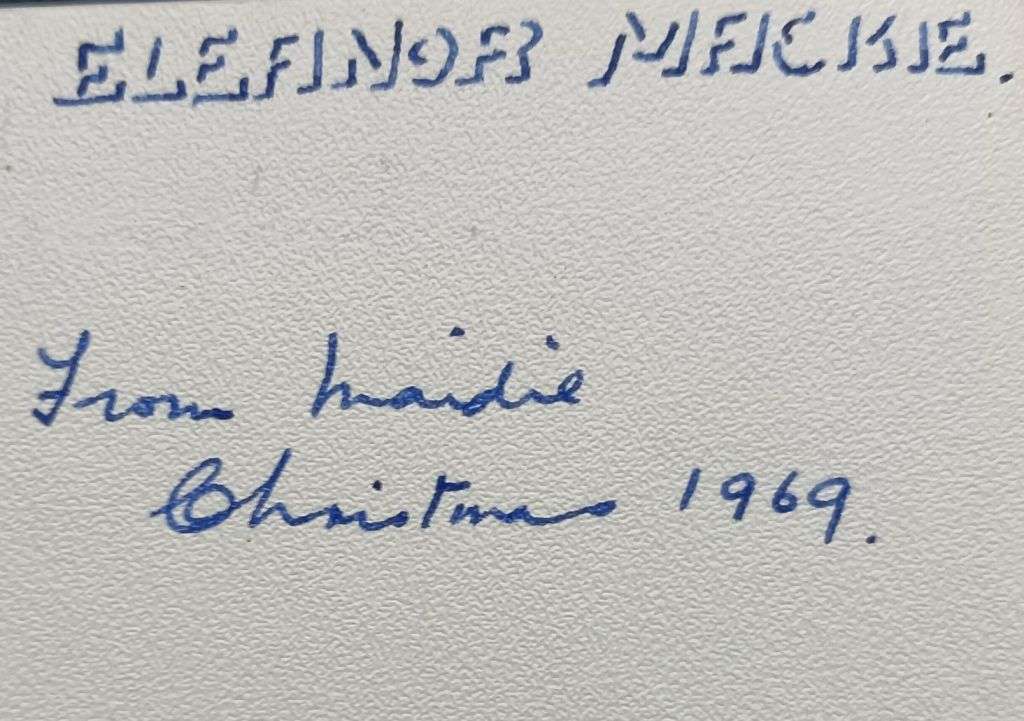 ELEANOR MACKIE.
From Maidie
Christmas 1969.